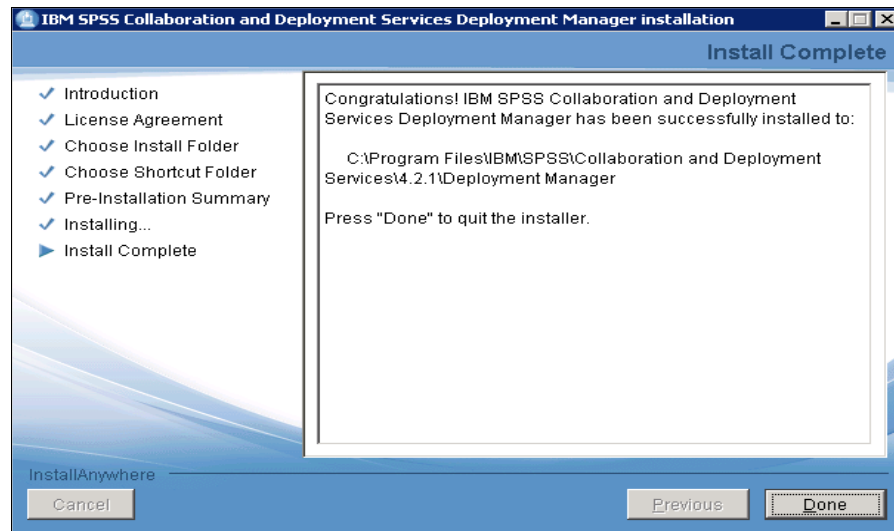 IBM SPSS Collaboration and Deployment Services Deployment Manager installation
Install Complete
Introduction
License Agreement
Choose Install Folder
Choose Shortcut Folder
Pre-Installation Summary
Installing...
Install Complete
Congratulations! IBM SPSS Collaboration and Deployment
Services Deployment Manager has been successfully installed to:
C:\Program Files\IBM\SPSS\Collaboration and Deployment
Services\4.2.1\Deployment Manager
Press "Done" to quit the installer.
InstallAnywhere
Cancel
Previous
Done